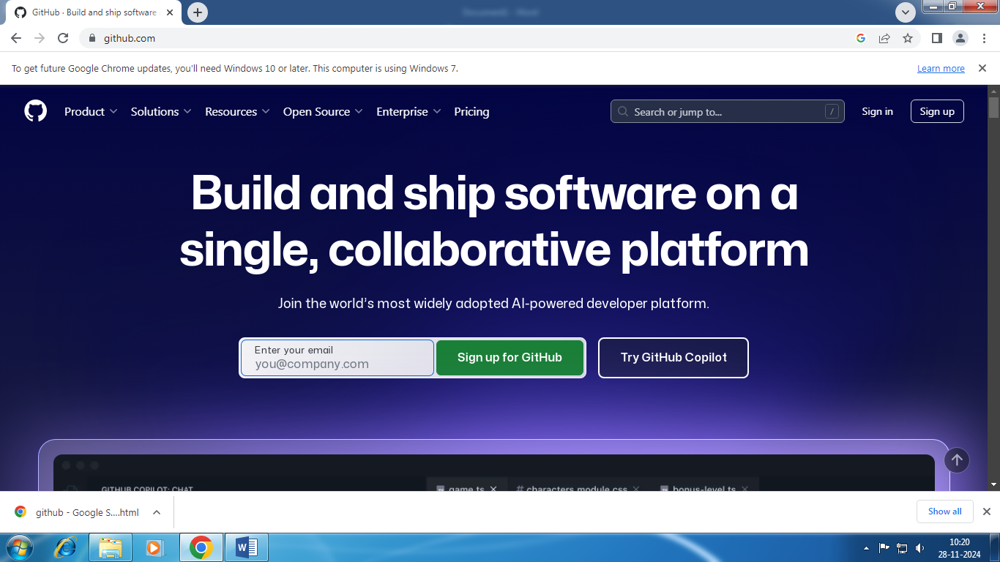 GitHub · Build and ship software
github.com
To get future Google Chrome updates, you'll need Windows 10 or later. This computer is using Windows 7.
Learn more
Product
Solutions
Resources
Open Source
Enterprise
Pricing
Search or jump to...
/
Sign in
Sign up
Build and ship software on a
single, collaborative platform
Join the world’s most widely adopted AI-powered developer platform.
Enter your email
you@company.com
Sign up for GitHub
Try GitHub Copilot
GITHUB COPILOT: CHAT
game.ts
# characters.module.css
bonus-level.ts
github - Google S....html
Show all
10:20
28-11-2024